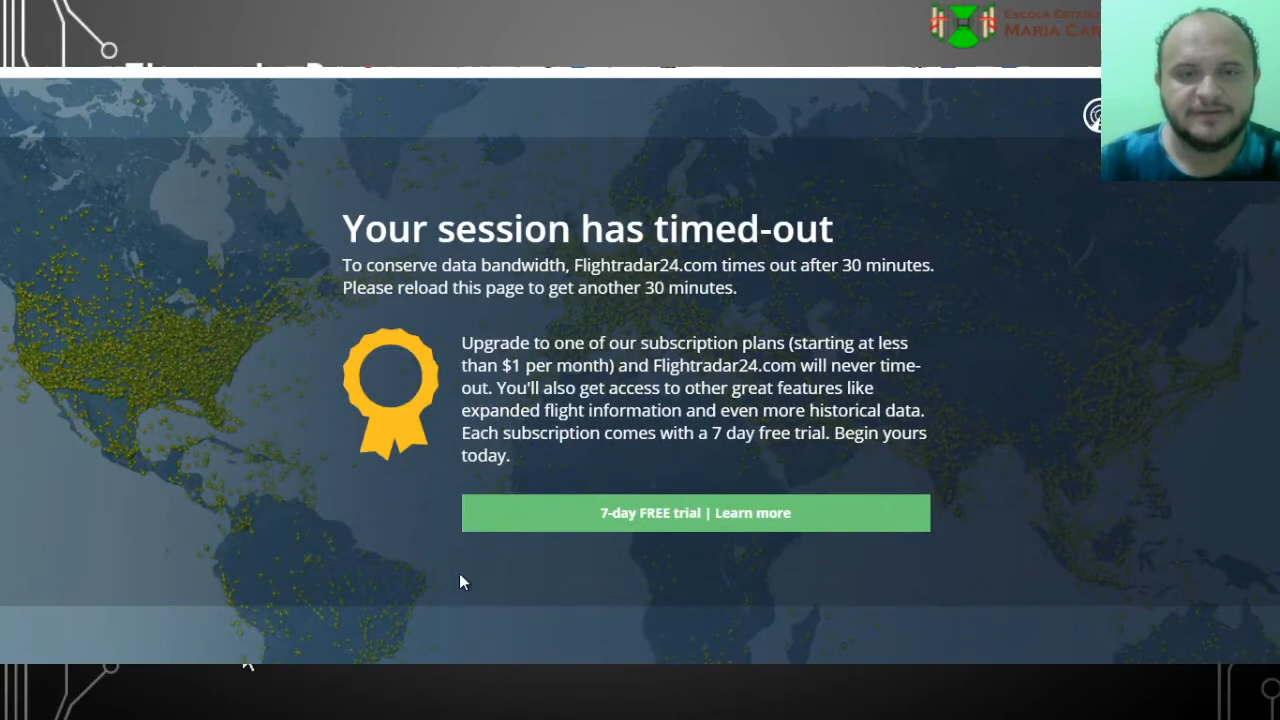 MARIA CAR
Your session has timed-out
To conserve data bandwidth, Flightradar24.com times out after 30 minutes.
Please reload this page to get another 30 minutes.
Upgrade to one of our subscription plans (starting at less
than $1 per month) and Flightradar24.com will never time-
out. You'll also get access to other great features like
expanded flight information and even more historical data.
Each subscription comes with a 7 day free trial. Begin yours
today.
7-day FREE trial | Learn more